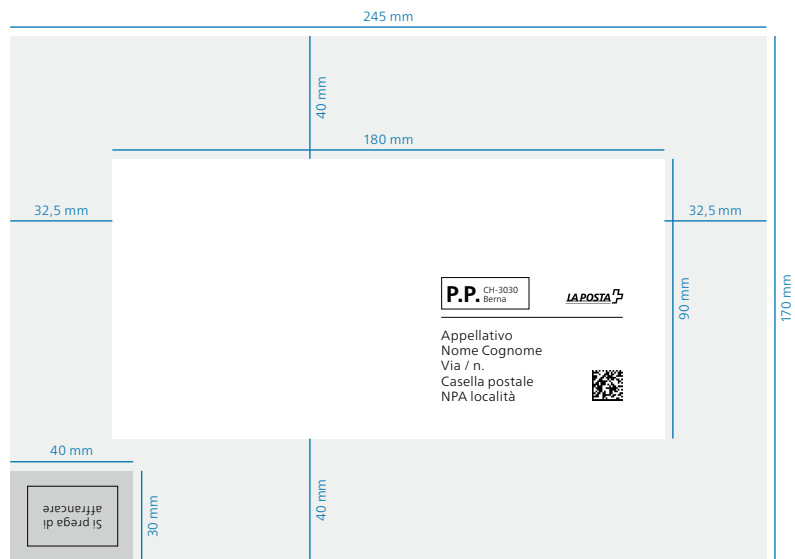 245 mm
40 mm
180 mm
32,5 mm
32,5 mm
P.P. CH-3030
Berna
LA POSTA
90 mm
170 mm
Appellativo
Nome Cognome
Via / n.
Casella postale
NPA località
40 mm
40 mm
30 mm
Si prega di
affrancare